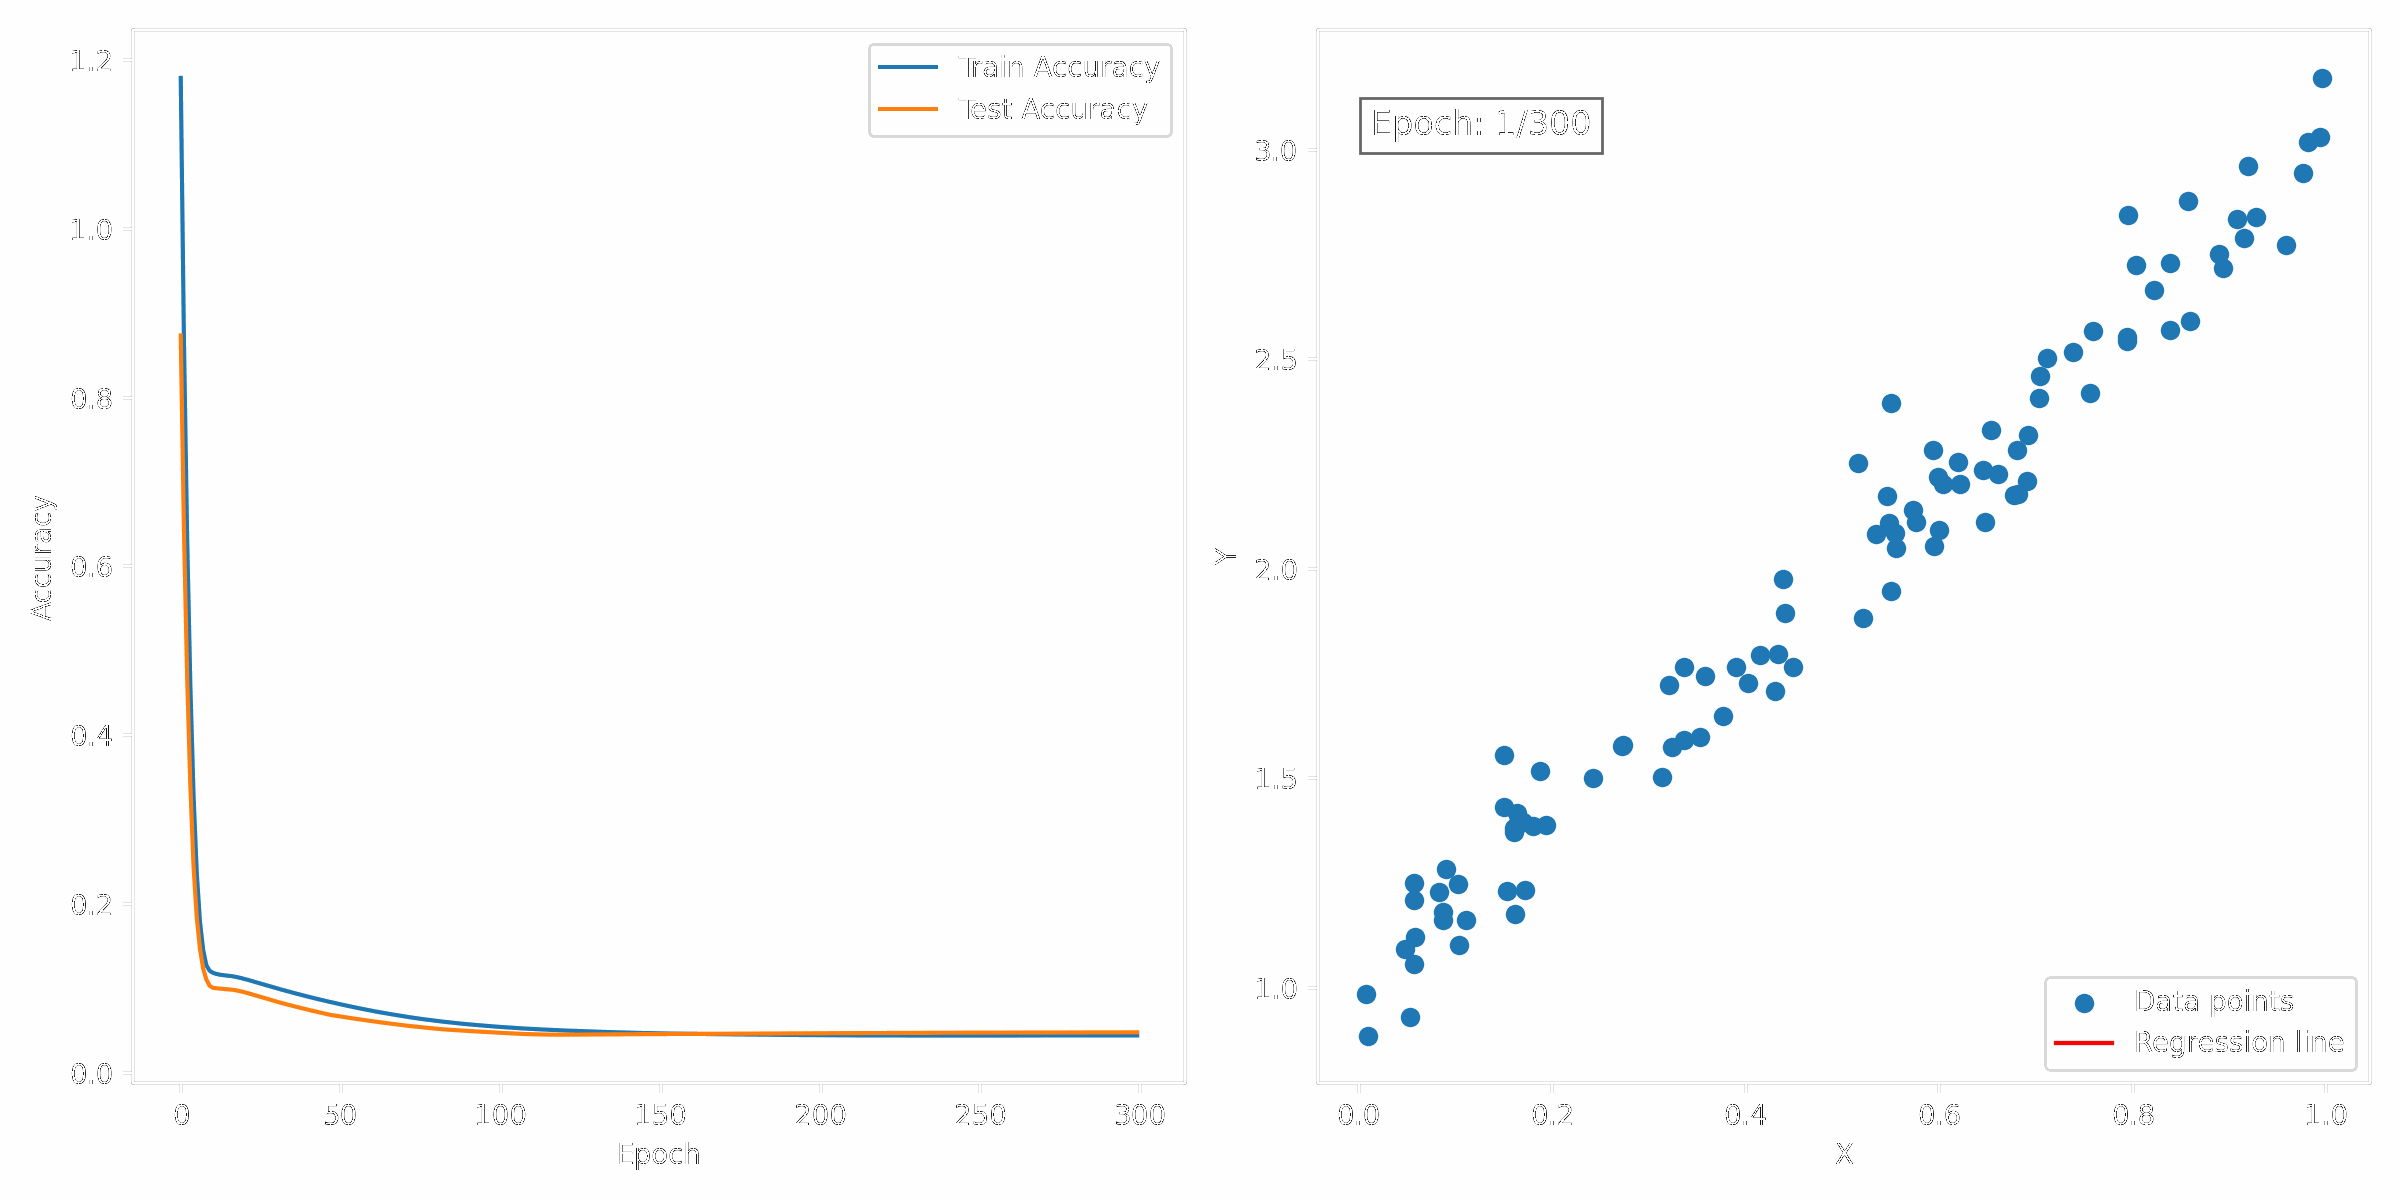 1.2
1.0
0.8
0.6
0.4
0.2
0.0
Accuracy
0 50 100 150 200 250 300
Epoch
Train Accuracy
Test Accuracy
Epoch: 1/300
3.0
2.5
2.0
1.5
1.0
Y
0.0 0.2 0.4 0.6 0.8 1.0
X
Data points
Regression line